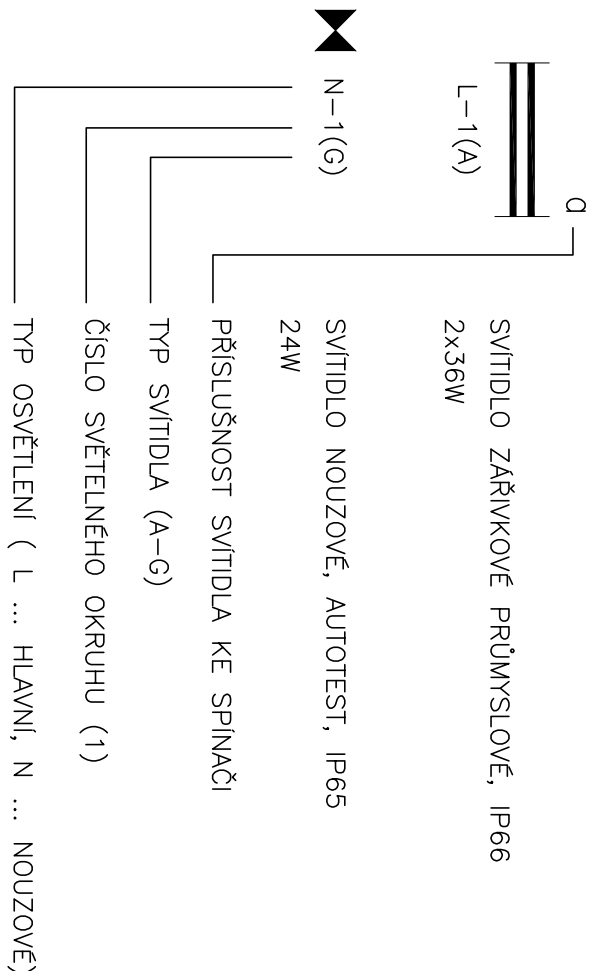 a
L-1(A)
SVÍTIDLO ZÁŘIVKOVÉ PRŮMYSLOVÉ, IP66
2x36W
N-1(G)
SVÍTIDLO NOUZOVÉ, AUTOTEST, IP65
24W
PŘÍSLUŠNOST SVÍTIDLA KE SPÍNAČI
TYP SVÍTIDLA (A-G)
ČÍSLO SVĚTELNÉHO OKRUHU (1)
TYP OSVĚTLENÍ ( L ... HLAVNÍ, N ... NOUZOVÉ)